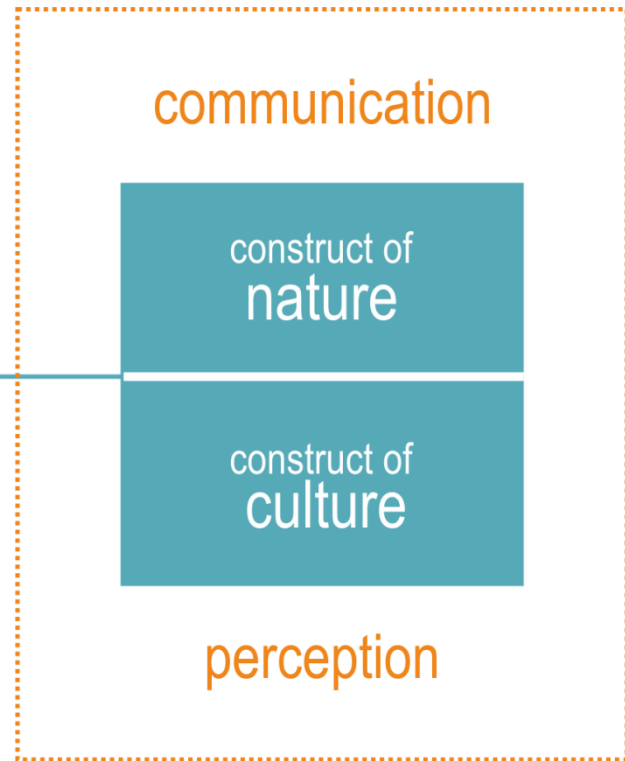 communication
construct of
nature
construct of
culture
perception